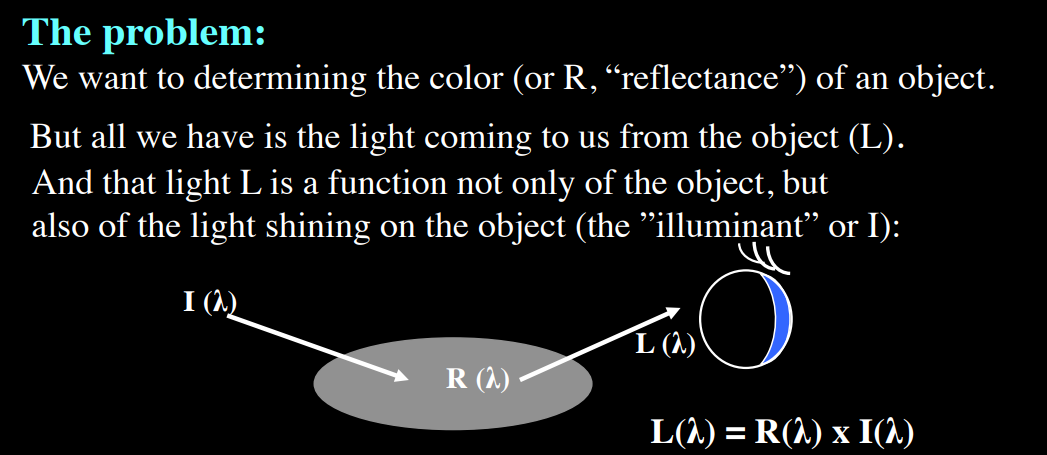 The problem:
We want to determining the color (or R, “reflectance”) of an object.
But all we have is the light coming to us from the object (L).
And that light L is a function not only of the object, but
also of the light shining on the object (the ”illuminant” or I):
I (λ)
L (λ)
R (λ)
L(λ) = R(λ) x I(λ)